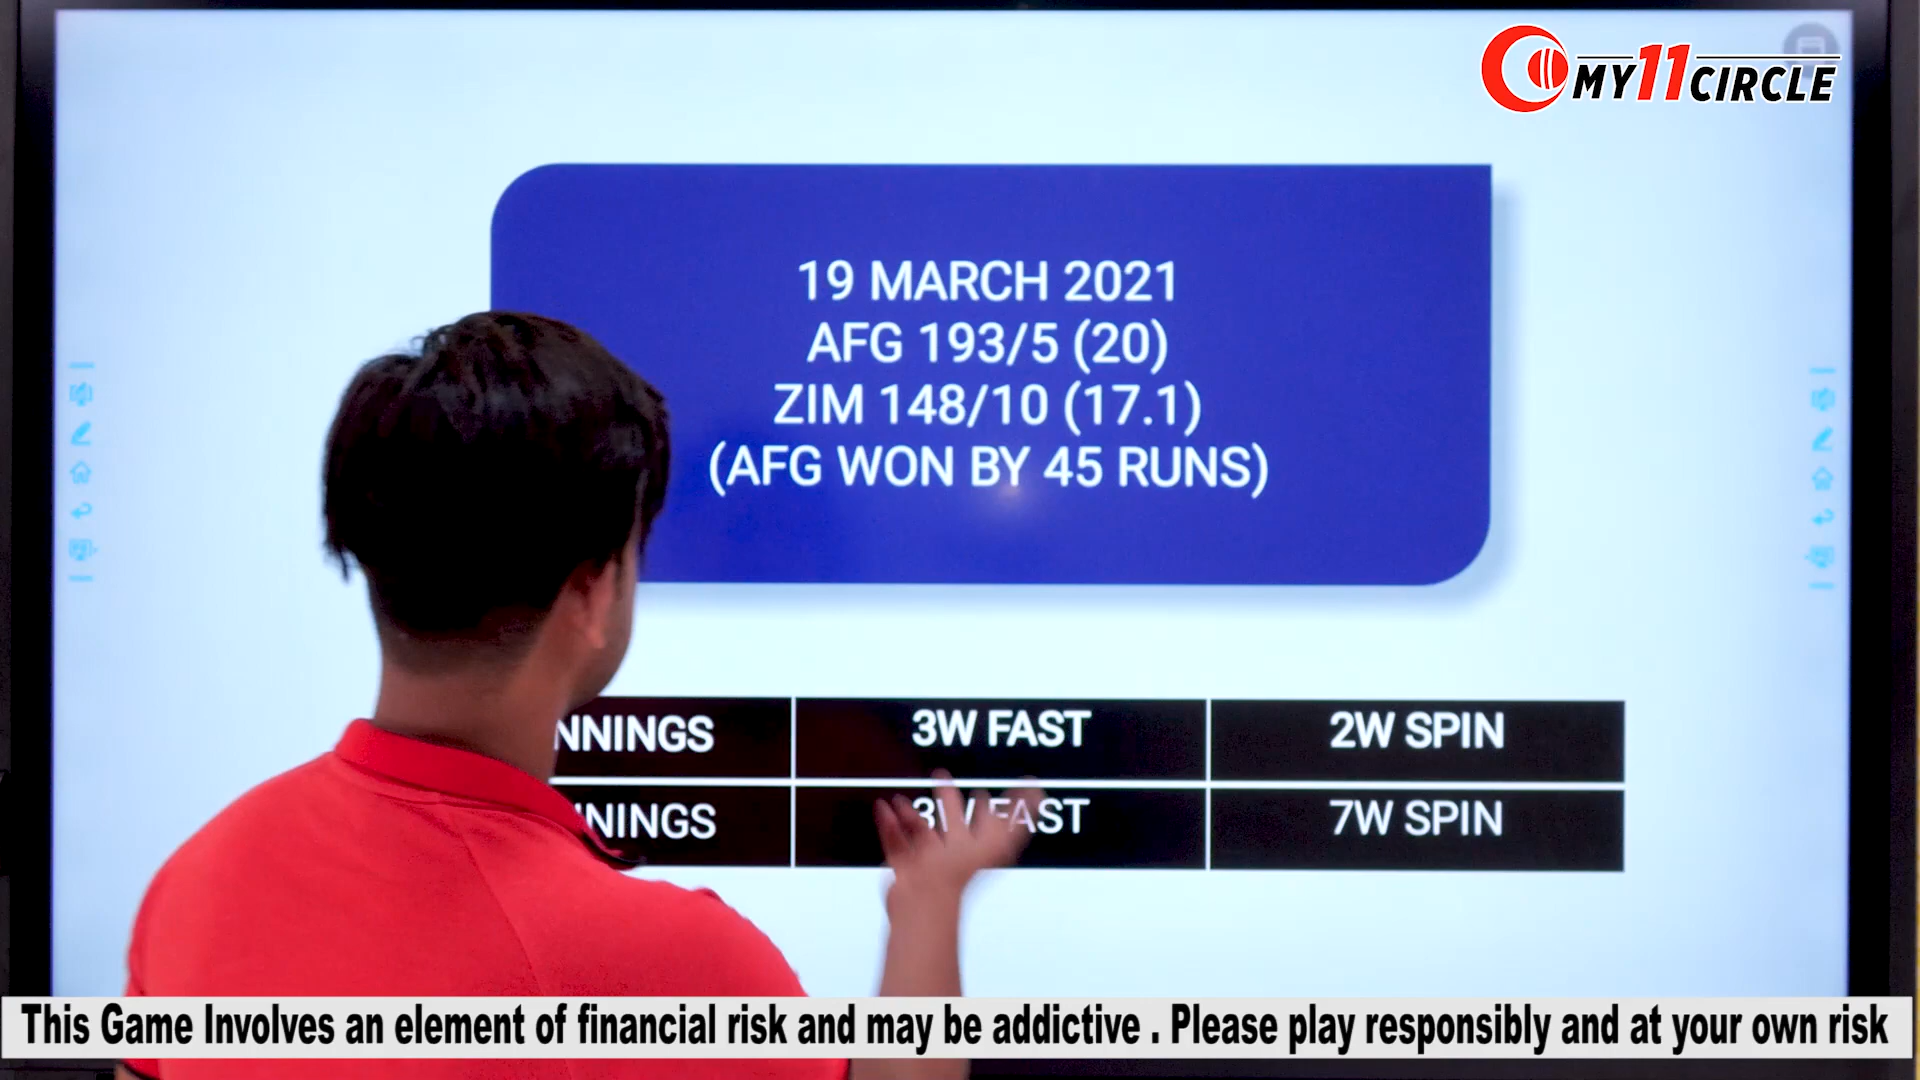 MY11CIRCLE
19 MARCH 2021
AFG 193/5 (20)
ZIM 148/10 (17.1)
(AFG WON BY 45 RUNS)
NNINGS 3W FAST 2W SPIN
NINGS 3W FAST 7W SPIN
This Game Involves an element of financial risk and may be addictive . Please play responsibly and at your own risk